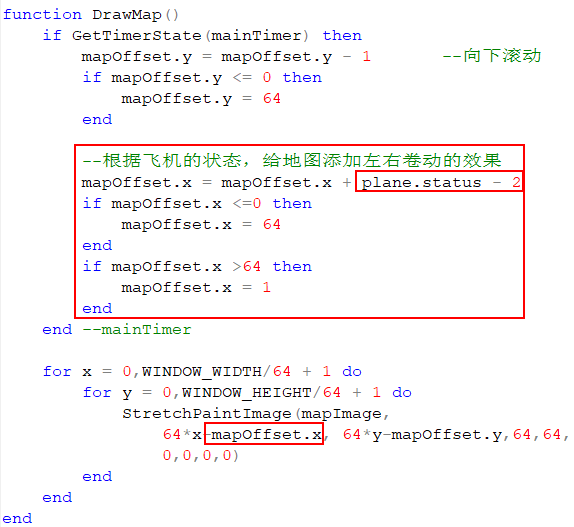 function DrawMap()
    if GetTimerState(mainTimer) then
        mapOffset.y = mapOffset.y - 1       --向下滚动
        if mapOffset.y <= 0 then
            mapOffset.y = 64
        end

        --根据飞机的状态，给地图添加左右卷动的效果
        mapOffset.x = mapOffset.x + plane.status - 2
        if mapOffset.x <=0 then
            mapOffset.x = 64
        end
        if mapOffset.x >64 then
            mapOffset.x = 1
        end
    end --mainTimer

    for x = 0,WINDOW_WIDTH/64 + 1 do
        for y = 0,WINDOW_HEIGHT/64 + 1 do
            StretchPaintImage(mapImage,
                64*x-mapOffset.x, 64*y-mapOffset.y,64,64,
                0,0,0,0)
        end
    end
end